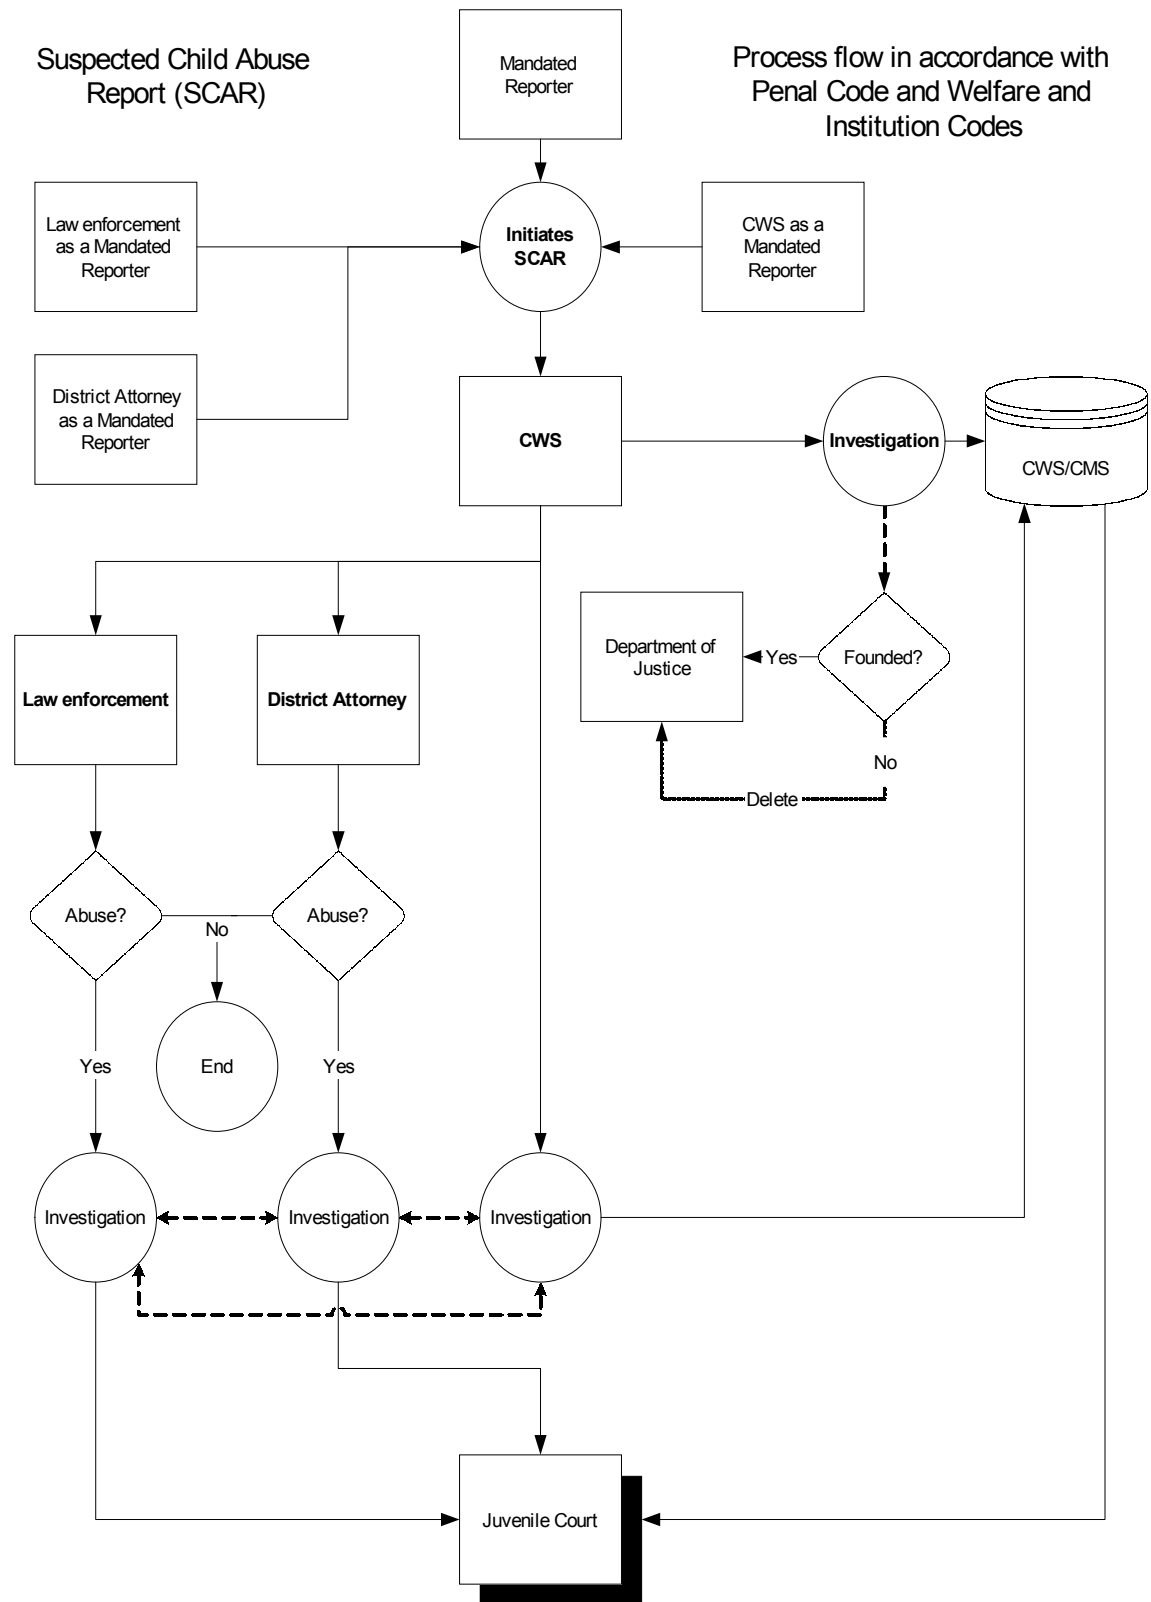 Suspected Child Abuse
Report (SCAR)
Mandated
Reporter
Process flow in accordance with
Penal Code and Welfare and
Institution Codes
Law enforcement
as a Mandated
Reporter
Initiates
SCAR
CWS as a
Mandated
Reporter
District Attorney
as a Mandated
Reporter
CWS
Investigation
CWS/CMS
Law enforcement
District Attorney
Department of
Justice
Yes
Founded?
No
Delete
Abuse?
No
Abuse?
Yes
End
Yes
Investigation
Investigation
Investigation
Juvenile Court